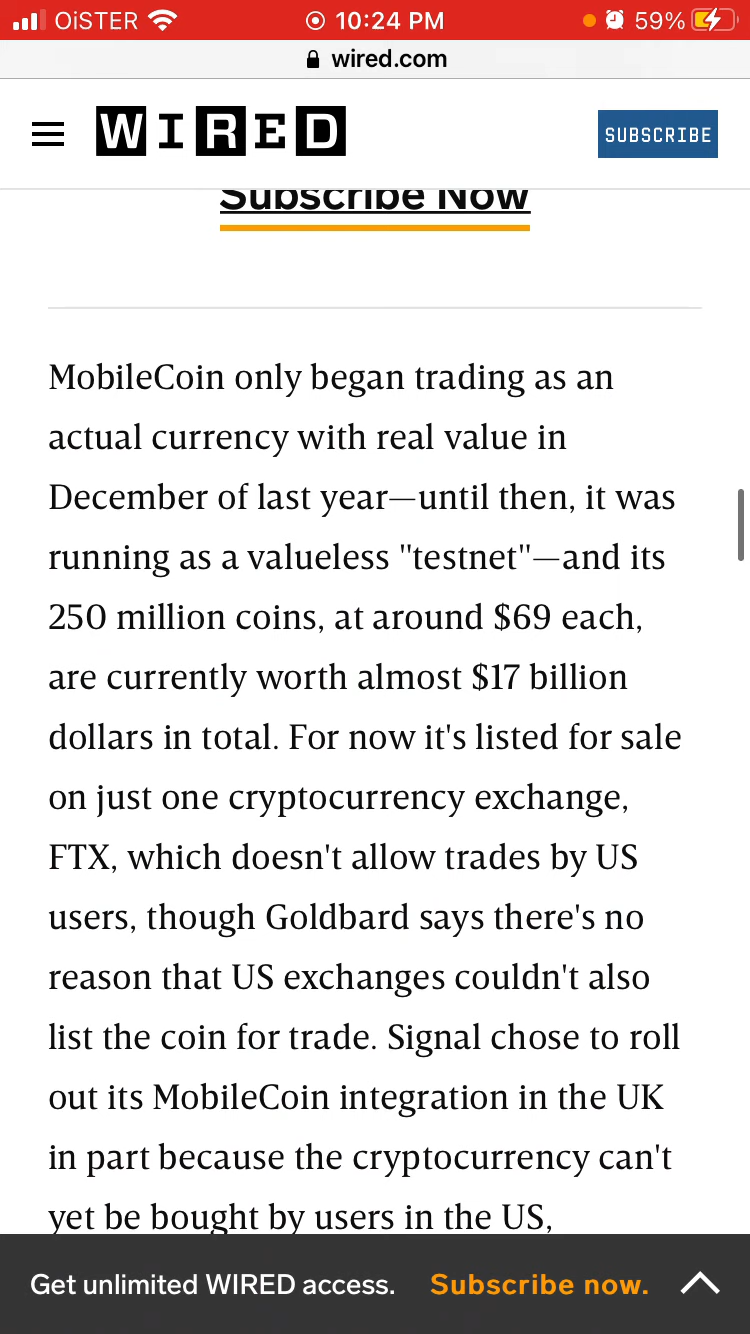 OiSTER 10:24 PM 59%
wired.com
WIRED SUBSCRIBE
Subscribe Now
MobileCoin only began trading as an
actual currency with real value in
December of last year—until then, it was
running as a valueless "testnet"—and its
250 million coins, at around $69 each,
are currently worth almost $17 billion
dollars in total. For now it's listed for sale
on just one cryptocurrency exchange,
FTX, which doesn't allow trades by US
users, though Goldbard says there's no
reason that US exchanges couldn't also
list the coin for trade. Signal chose to roll
out its MobileCoin integration in the UK
in part because the cryptocurrency can't
yet be bought by users in the US,
Get unlimited WIRED access. Subscribe now.